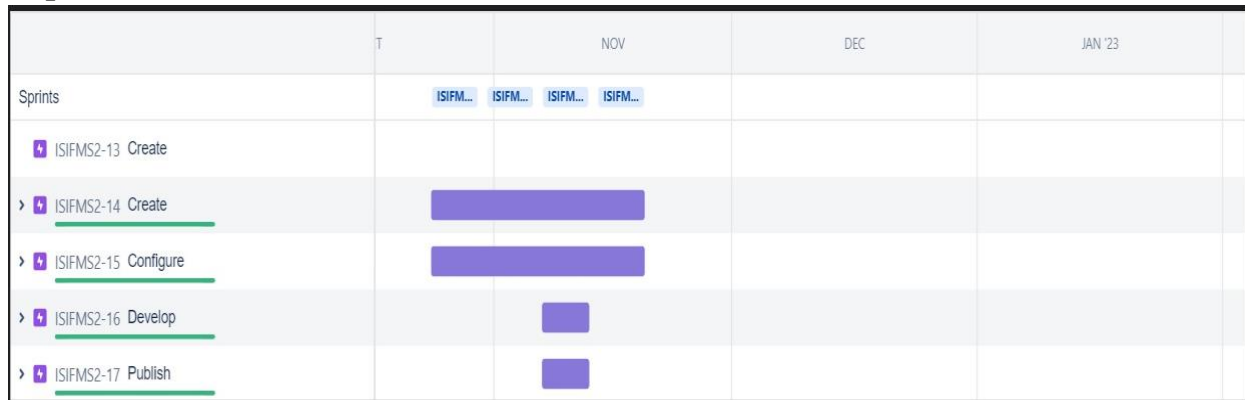 T NOV DEC JAN '23
Sprints ISIFM... ISIFM... ISIFM... ISIFM...
ISIFMS2-13 Create
ISIFMS2-14 Create
ISIFMS2-15 Configure
ISIFMS2-16 Develop
ISIFMS2-17 Publish